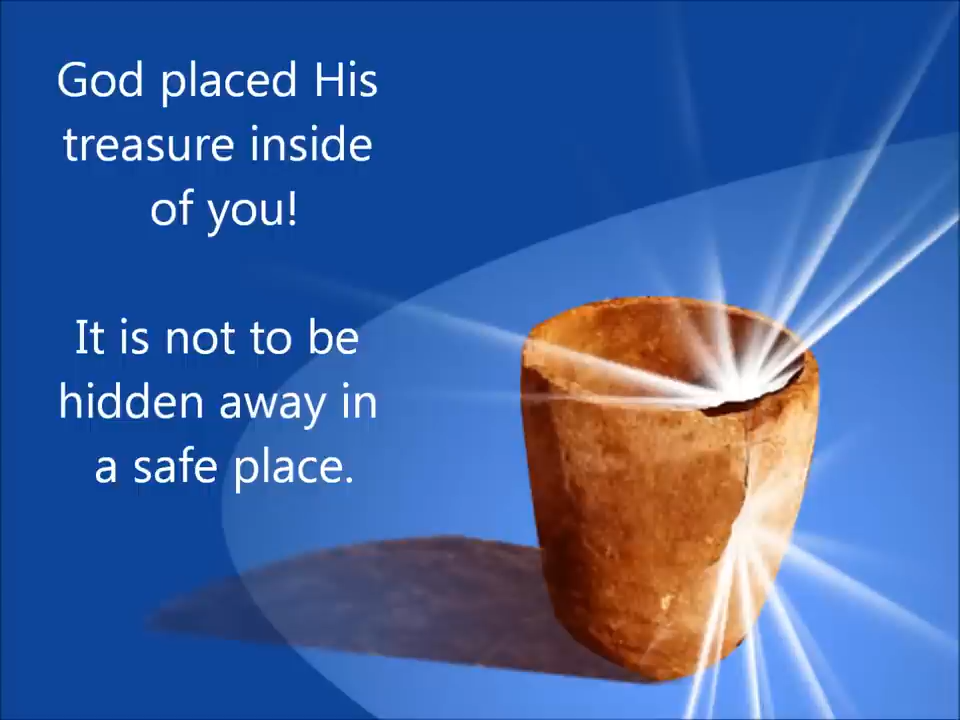 God placed His
treasure inside
of you!
It is not to be
hidden away in
a safe place.